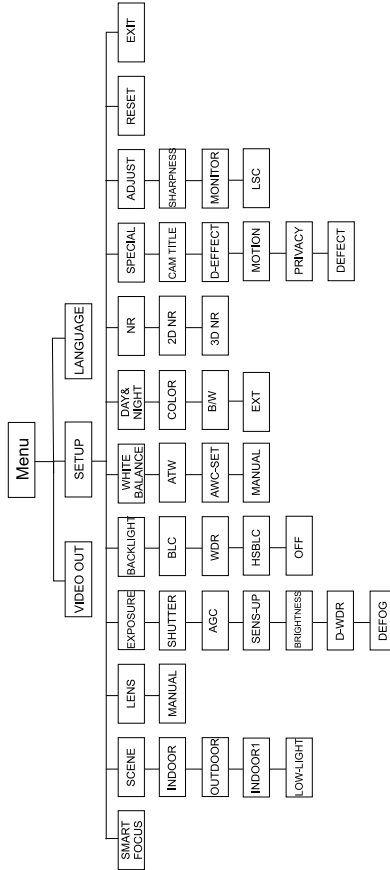 Menu
VIDEO OUT
SETUP
LANGUAGE
SMART
FOCUS
SCENE
INDOOR
OUTDOOR
INDOOR1
LOW-LIGHT
LENS
MANUAL
EXPOSURE
SHUTTER
AGC
SENS-UP
BRIGHTNESS
D-WDR
DEFOG
BACKLIGHT
BLC
WDR
HSBLC
OFF
WHITE
BALANCE
ATW
AWC-SET
MANUAL
DAY&
NIGHT
COLOR
B/W
EXT
NR
2D NR
3D NR
SPECIAL
CAM TITLE
D-EFFECT
MOTION
PRIVACY
DEFECT
ADJUST
SHARPNESS
MONITOR
LSC
RESET
EXIT